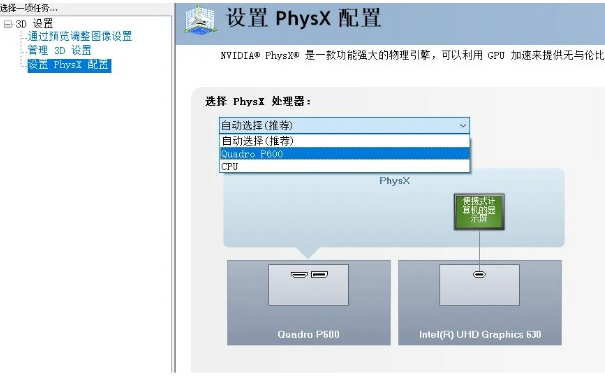 选择一项任务...
3D 设置
通过预览调整图像设置
管理 3D 设置
设置 PhysX 配置
设置 PhysX 配置
NVIDIA® PhysX® 是一款功能强大的物理引擎，可以利用 GPU 加速来提供无与伦比
选择 PhysX 处理器：
自动选择(推荐)
自动选择(推荐)
Quadro P600
CPU
PhysX
便携式计
算机的显
示屏
Quadro P600
Intel(R) UHD Graphics 630